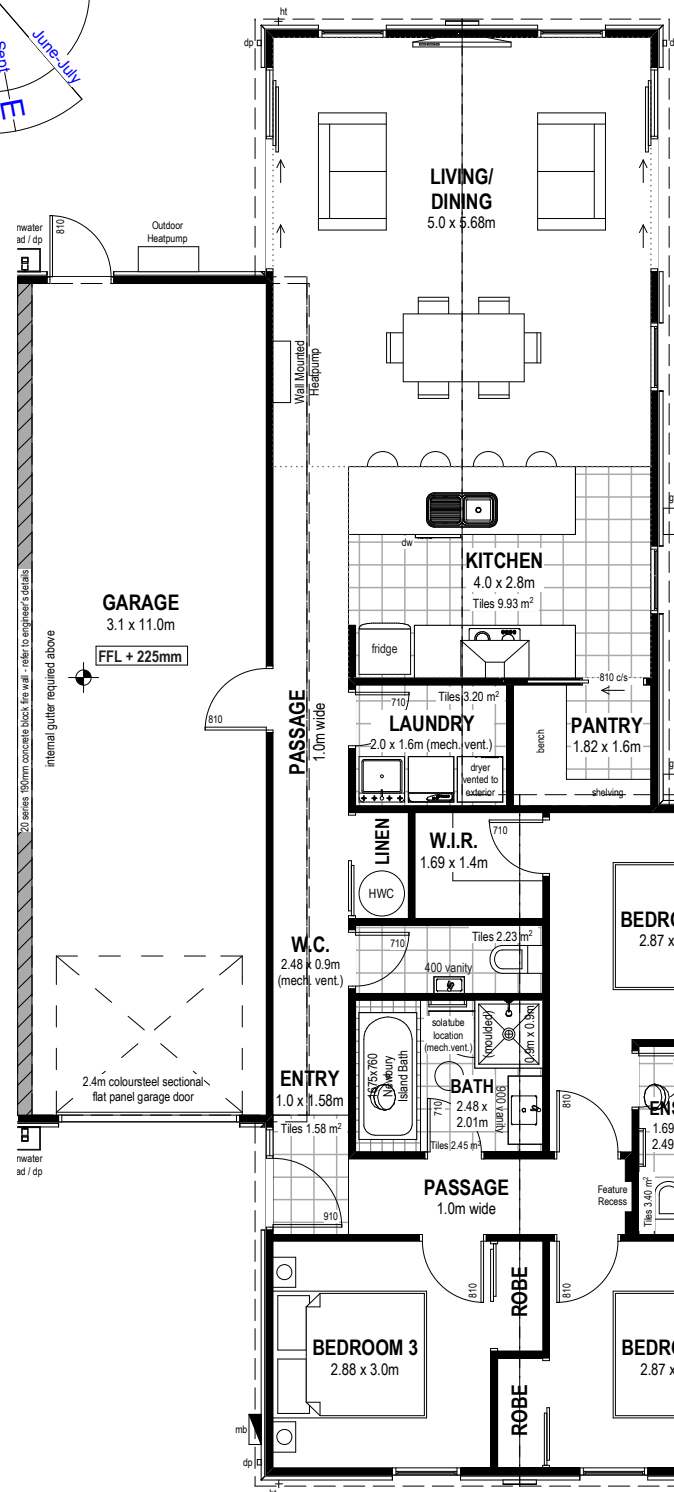 ht
dp
d
June-July
Sept
E
nwater
ad / dp
810
Outdoor
Heatpump
LIVING/
DINING
5.0 x 5.68m
Wall Mounted
Heatpump
GARAGE
3.1 x 11.0m
FFL + 225mm
20 series 190mm concrete block fire wall - refer to engineer's details
internal gutter required above
810
PASSAGE
1.0m wide
dw
KITCHEN
4.0 x 2.8m
Tiles 9.93 m²
fridge
g
810 c/s
710
Tiles 3.20 m²
LAUNDRY
2.0 x 1.6m (mech. vent.)
dryer
vented to
exterior
bench
PANTRY
1.82 x 1.6m
shelving
g
LINEN
HWC
W.I.R.
1.69 x 1.4m
710
BEDRO
2.87 x
W.C.
2.48 x 0.9m
(mech. vent.)
710
Tiles 2.23 m²
400 vanity
solatube
location
(mech.vent.)
(moulded)
0.9m x 0.9m
1675x760
Newbury
Island Bath
BATH
2.48 x
2.01m
900 vanity
710
Tiles 2.45 m²
2.4m coloursteel sectional
flat panel garage door
ENTRY
1.0 x 1.58m
Tiles 1.58 m²
910
nwater
ad / dp
810
ENS
1.69
2.49
Tiles 3.40 m²
Feature
Recess
PASSAGE
1.0m wide
810
810
ROBE
BEDROOM 3
2.88 x 3.0m
ROBE
BEDRO
2.87 x
mb
dp
ht